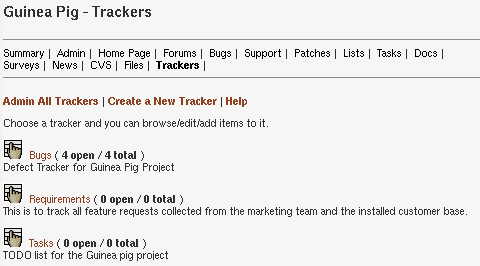 Guinea Pig - Trackers
Summary | Admin | Home Page | Forums | Bugs | Support | Patches | Lists | Tasks | Docs |
Surveys | News | CVS | Files | Trackers |
Admin All Trackers | Create a New Tracker | Help
Choose a tracker and you can browse/edit/add items to it.
Bugs ( 4 open / 4 total )
Defect Tracker for Guinea Pig Project
Requirements ( 0 open / 0 total )
This is to track all feature requests collected from the marketing team and the installed customer base.
Tasks ( 0 open / 0 total )
TODO list for the Guinea pig project